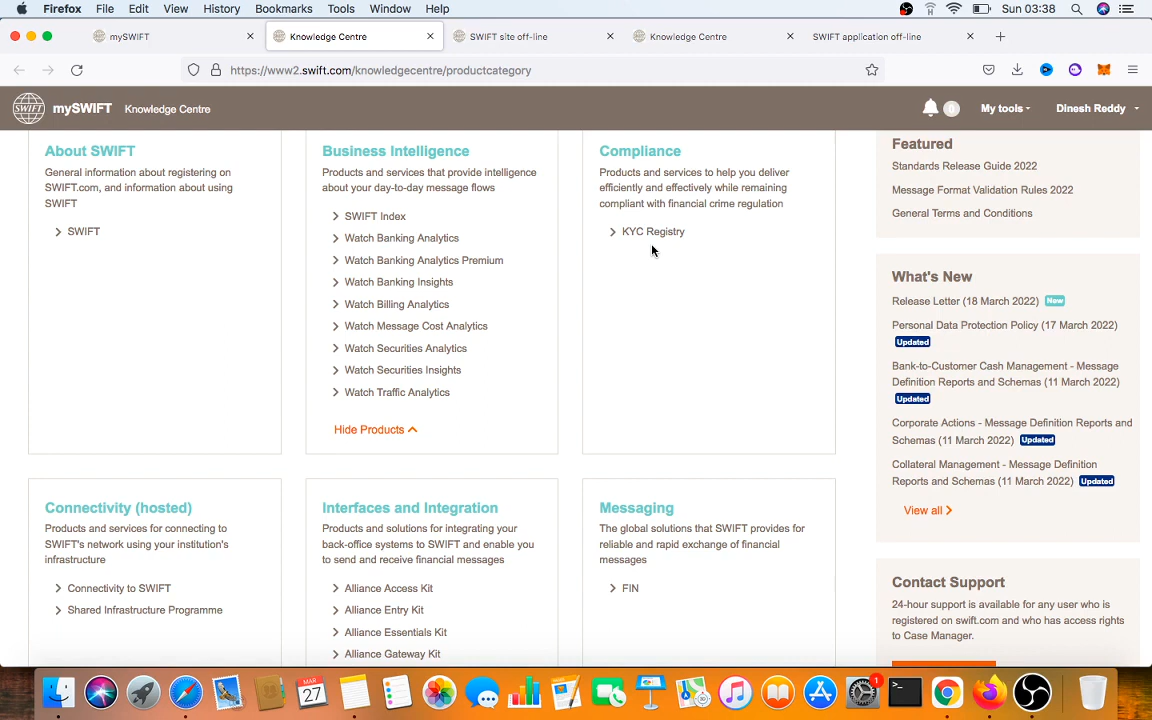 Firefox File Edit View History Bookmarks Tools Window Help Sun 03:38
mySWIFT Knowledge Centre SWIFT site off-line Knowledge Centre SWIFT application off-line
https://www2.swift.com/knowledgecentre/productcategory
SWIFT mySWIFT Knowledge Centre 0 My tools Dinesh Reddy
About SWIFT
General information about registering on
SWIFT.com, and information about using
SWIFT
SWIFT
Business Intelligence
Products and services that provide intelligence
about your day-to-day message flows
SWIFT Index
Watch Banking Analytics
Watch Banking Analytics Premium
Watch Banking Insights
Watch Billing Analytics
Watch Message Cost Analytics
Watch Securities Analytics
Watch Securities Insights
Watch Traffic Analytics
Hide Products
Compliance
Products and services to help you deliver
efficiently and effectively while remaining
compliant with financial crime regulation
KYC Registry
Connectivity (hosted)
Products and services for connecting to
SWIFT's network using your institution's
infrastructure
Connectivity to SWIFT
Shared Infrastructure Programme
Interfaces and Integration
Products and solutions for integrating your
back-office systems to SWIFT and enable you
to send and receive financial messages
Alliance Access Kit
Alliance Entry Kit
Alliance Essentials Kit
Alliance Gateway Kit
Messaging
The global solutions that SWIFT provides for
reliable and rapid exchange of financial
messages
FIN
Featured
Standards Release Guide 2022
Message Format Validation Rules 2022
General Terms and Conditions
What's New
Release Letter (18 March 2022) New
Personal Data Protection Policy (17 March 2022)
Updated
Bank-to-Customer Cash Management - Message
Definition Reports and Schemas (11 March 2022)
Updated
Corporate Actions - Message Definition Reports and
Schemas (11 March 2022) Updated
Collateral Management - Message Definition
Reports and Schemas (11 March 2022) Updated
View all
Contact Support
24-hour support is available for any user who is
registered on swift.com and who has access rights
to Case Manager.
MAR
27
1